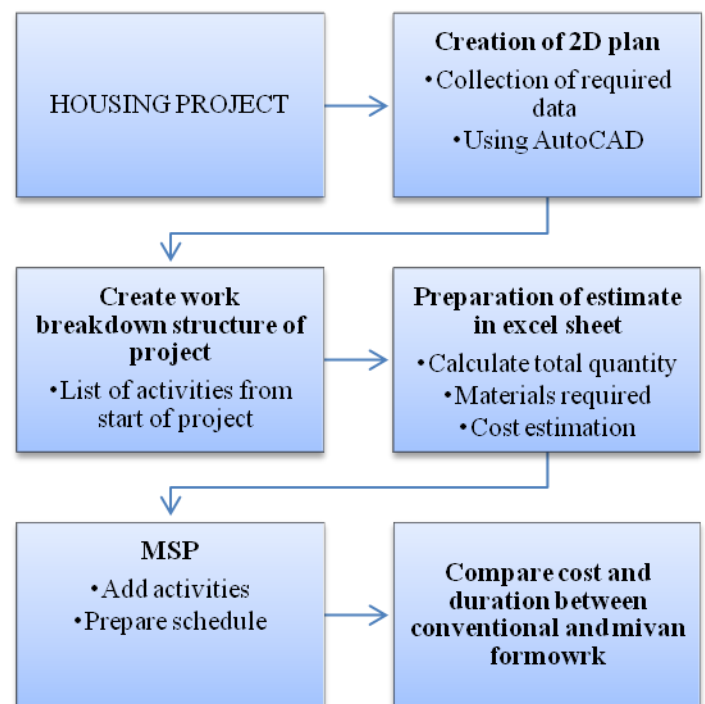 HOUSING PROJECT
Creation of 2D plan
•Collection of required
data
•Using AutoCAD
Create work
breakdown structure of
project
•List of activities from
start of project
Preparation of estimate
in excel sheet
•Calculate total quantity
•Materials required
•Cost estimation
MSP
•Add activities
•Prepare schedule
Compare cost and
duration between
conventional and mivan
formowrk